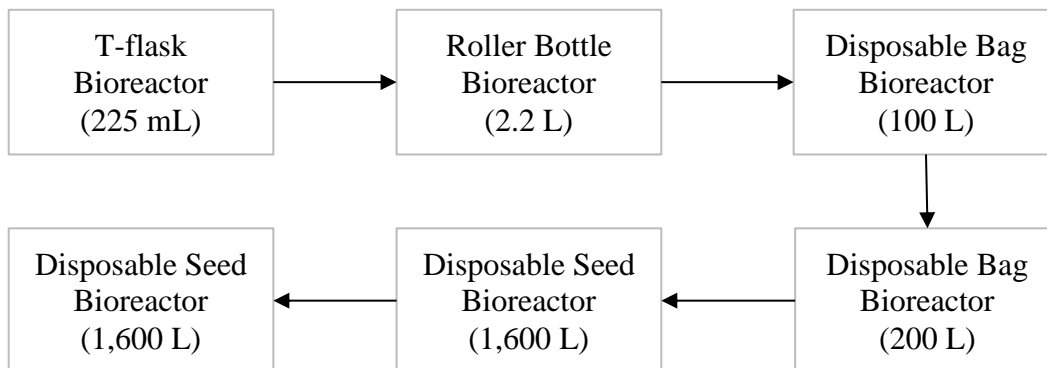 T-flask
Bioreactor
(225 mL)
Roller Bottle
Bioreactor
(2.2 L)
Disposable Bag
Bioreactor
(100 L)
Disposable Bag
Bioreactor
(200 L)
Disposable Seed
Bioreactor
(1,600 L)
Disposable Seed
Bioreactor
(1,600 L)